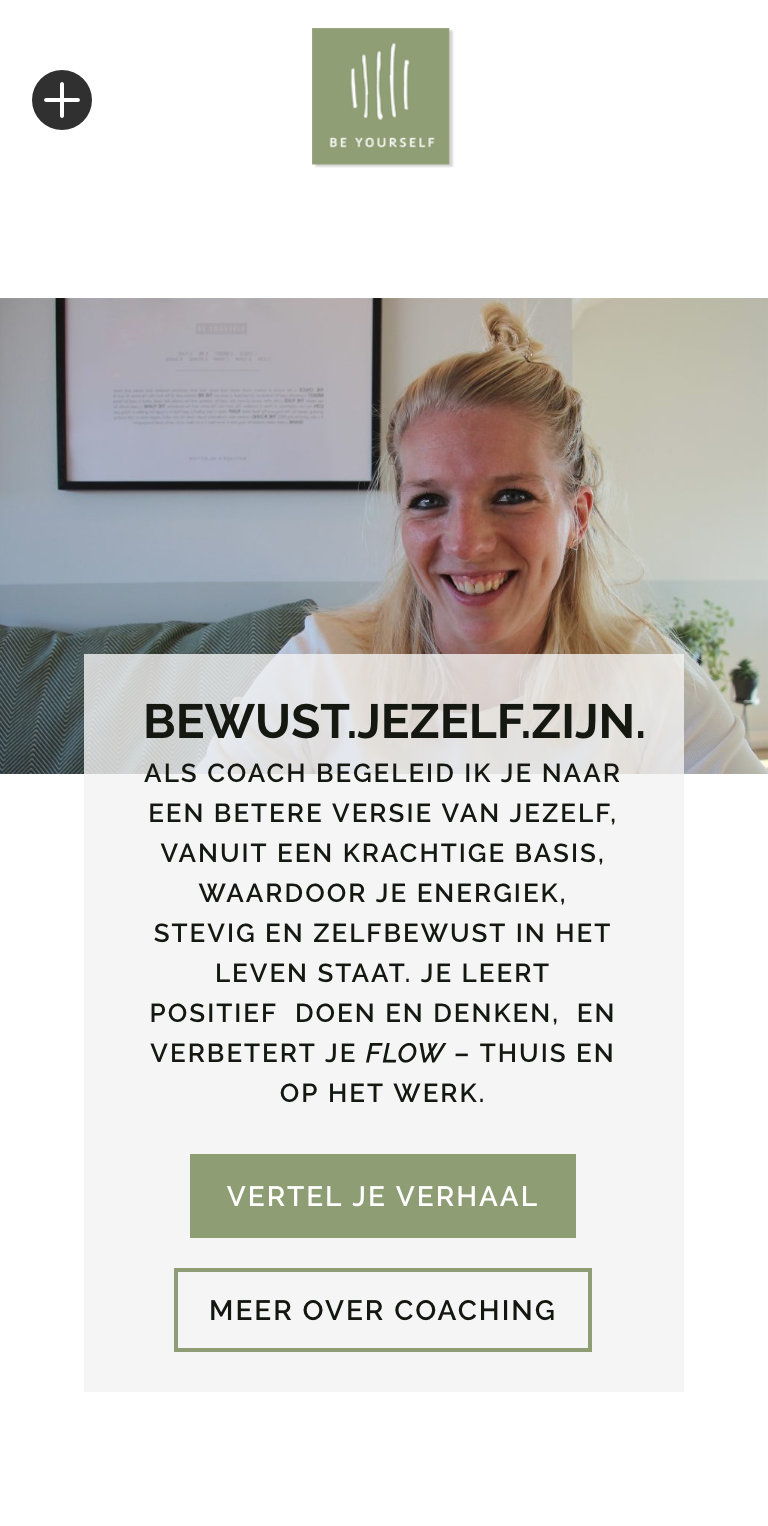 BE YOURSELF
BEWUST.JEZELF.ZIJN.
ALS COACH BEGELEID IK JE NAAR
EEN BETERE VERSIE VAN JEZELF,
VANUIT EEN KRACHTIGE BASIS,
WAARDOOR JE ENERGIEK,
STEVIG EN ZELFBEWUST IN HET
LEVEN STAAT. JE LEERT
POSITIEF  DOEN EN DENKEN,  EN
VERBETERT JE FLOW – THUIS EN
OP HET WERK.
VERTEL JE VERHAAL
MEER OVER COACHING